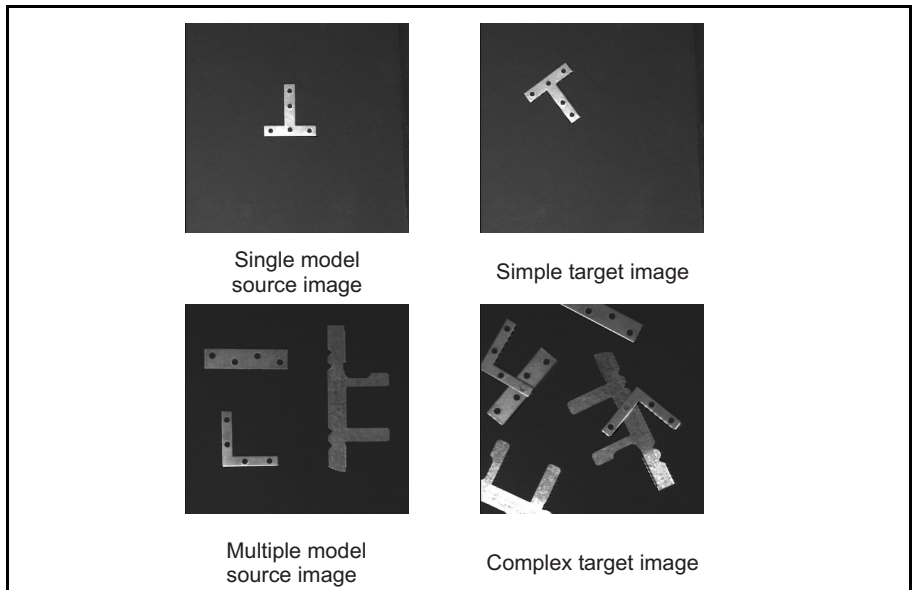 Single model
source image
Simple target image
Multiple model
source image
Complex target image